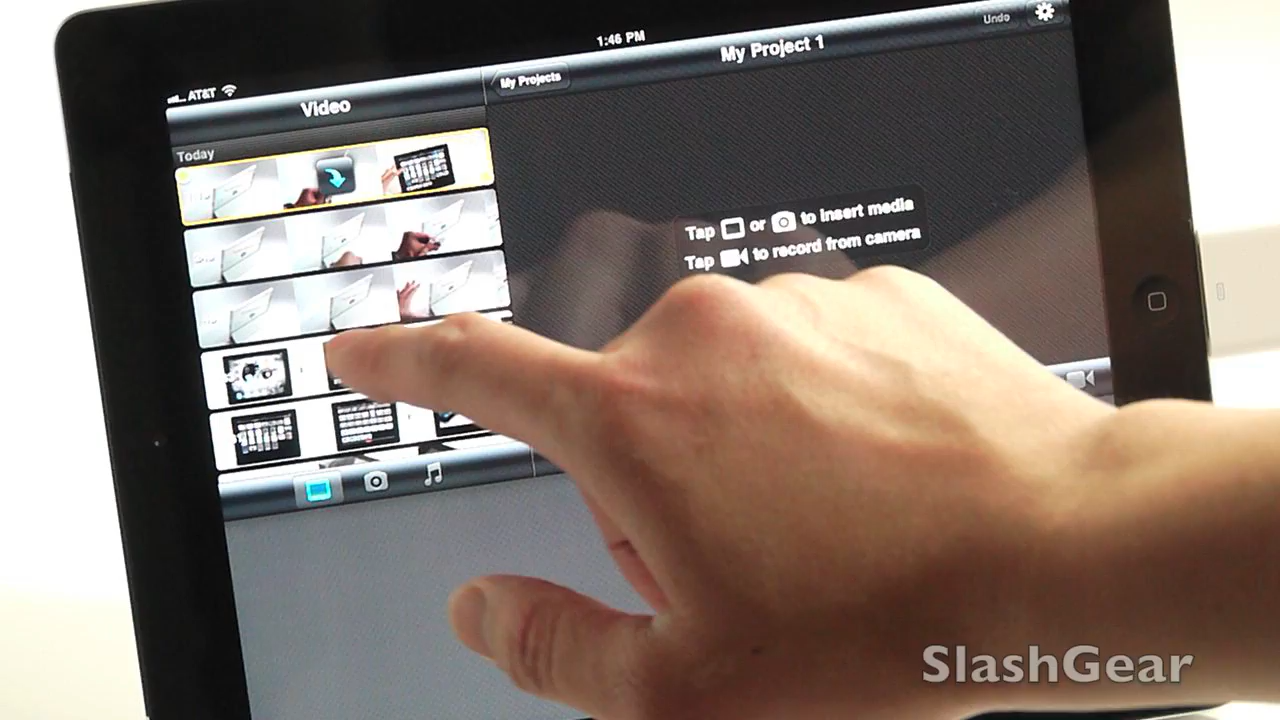 1:46 PM
Undo
AT&T
Video
My Projects
My Project 1
Today
Tap or to insert media
Tap to record from camera
SlashGear